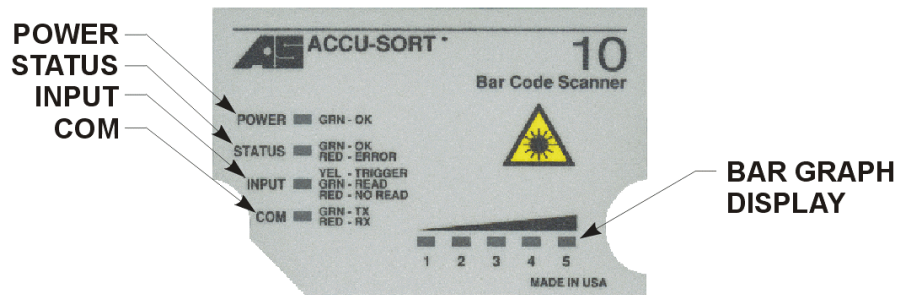 POWER
STATUS
INPUT
COM
AS ACCU-SORT
10
Bar Code Scanner
POWER GRN - OK
STATUS GRN - OK
RED - ERROR
INPUT YEL - TRIGGER
GRN - READ
RED - NO READ
COM GRN - TX
RED - RX
1 2 3 4 5
MADE IN USA
BAR GRAPH
DISPLAY